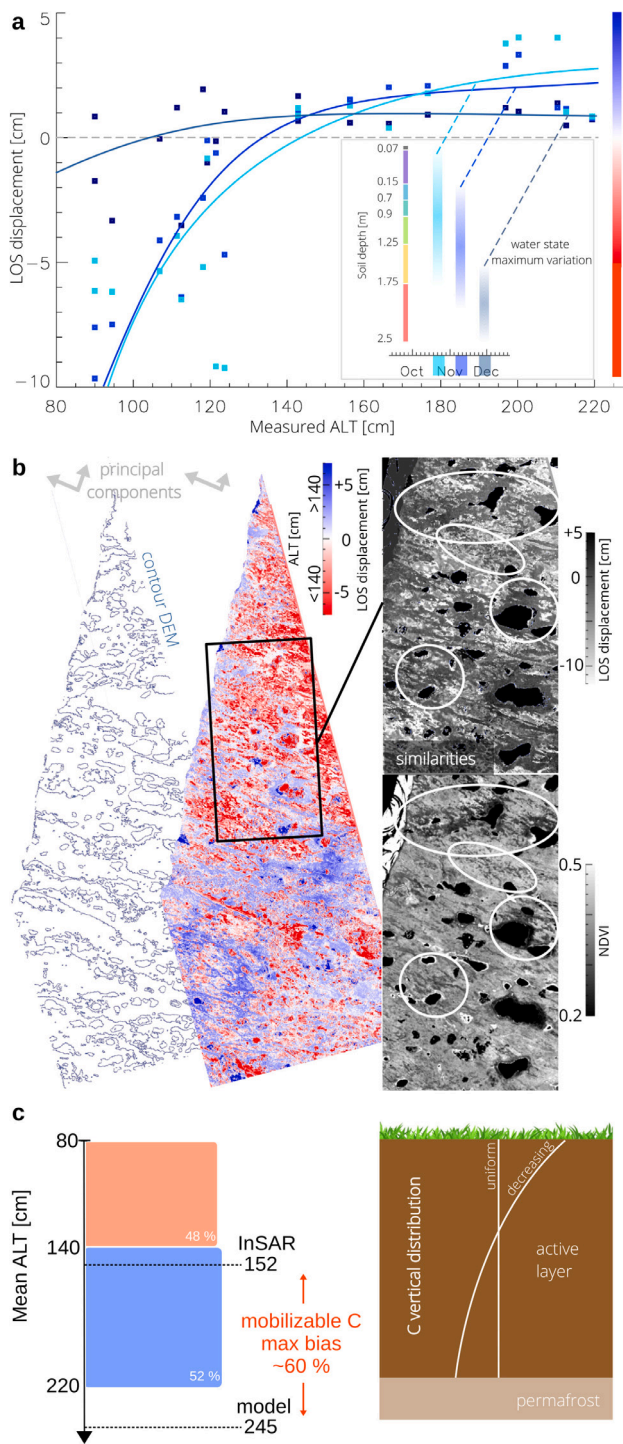 a
5
0
−5
−10
LOS displacement [cm]
80
100
120
140
160
180
200
220
Measured ALT [cm]
0.07
0.15
0.7
0.9
1.25
1.75
2.5
Soil depth [m]
water state
maximum variation
Oct
Nov
Dec
b
principal
components
contour DEM
ALT [cm]
<140
>140
+5
0
-5
LOS displacement [cm]
similarities
+5
0
-10
LOS displacement [cm]
0.5
0.2
NDVI
c
80
140
220
Mean ALT [cm]
48 %
52 %
InSAR
152
mobilizable C
max bias
~60 %
model
245
C vertical distribution
uniform
decreasing
active
layer
permafrost